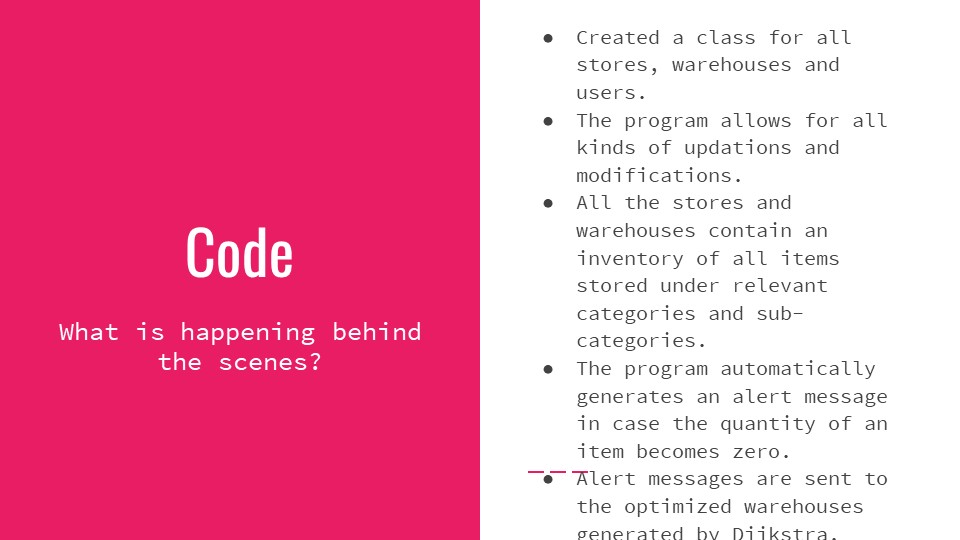 Code
What is happening behind
the scenes?
● Created a class for all
stores, warehouses and
users.
● The program allows for all
kinds of updations and
modifications.
● All the stores and
warehouses contain an
inventory of all items
stored under relevant
categories and sub-
categories.
● The program automatically
generates an alert message
in case the quantity of an
item becomes zero.
● Alert messages are sent to
the optimized warehouses
generated by Dijkstra.